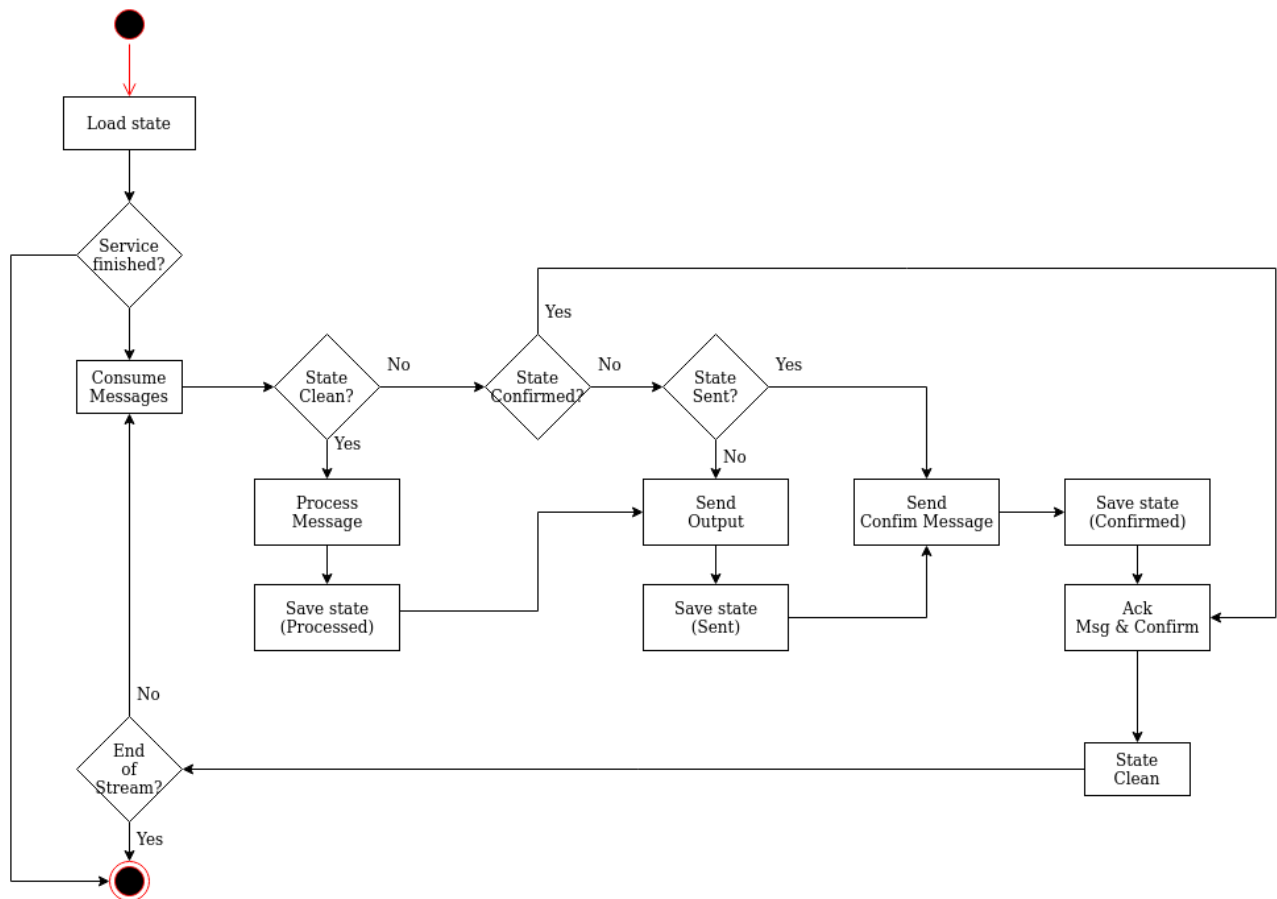 Load state
Service
finished?
Yes
Consume
Messages
State
Clean?
No
State
Confirmed?
No
State
Sent?
Yes
Yes
No
Process
Message
Send
Output
Send
Confim Message
Save state
(Confirmed)
Save state
(Processed)
Save state
(Sent)
Ack
Msg & Confirm
No
End
of
Stream?
State
Clean
Yes